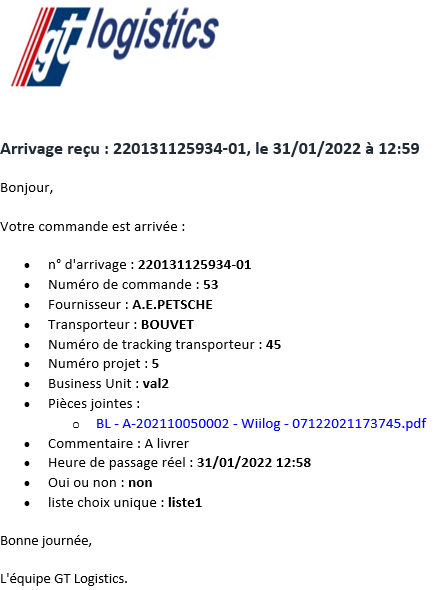 gt logistics
Arrivage reçu : 220131125934-01, le 31/01/2022 à 12:59
Bonjour,
Votre commande est arrivée :
• n° d'arrivage : 220131125934-01
• Numéro de commande : 53
• Fournisseur : A.E.PETSCHE
• Transporteur : BOUVET
• Numéro de tracking transporteur : 45
• Numéro projet : 5
• Business Unit : val2
• Pièces jointes :
o BL - A-202110050002 - Wiilog - 07122021173745.pdf
• Commentaire : A livrer
• Heure de passage réel : 31/01/2022 12:58
• Oui ou non : non
• liste choix unique : liste1
Bonne journée,
L'équipe GT Logistics.